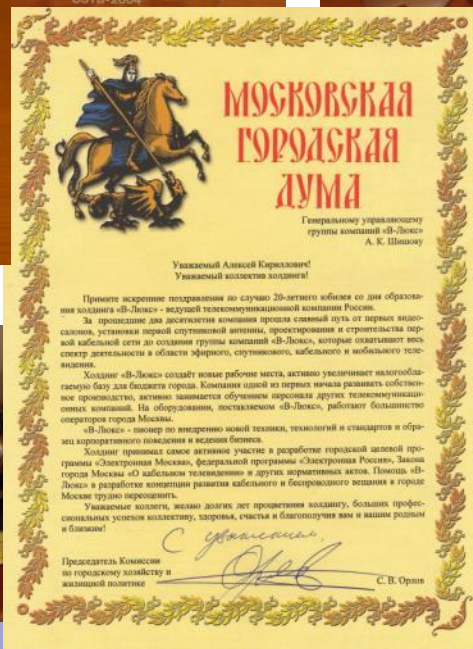 МОСКОВСКАЯ
ГОРОДСКАЯ
ДУМА
Генеральному управляющему
группы компаний «В-Люкс»
А. К. Шишову
Уважаемый Алексей Кириллович!
Уважаемый коллектив холдинга!
Примите искренние поздравления по случаю 20-летнего юбилея со дня образова-
ния холдинга «В-Люкс» - ведущей телекоммуникационной компании России.
За прошедшие два десятилетия компания прошла славный путь от первых видео-
салонов, установки первой спутниковой антенны, проектирования и строительства пер-
вой кабельной сети до создания группы компаний «В-Люкс», которые охватывают весь
спектр деятельности в области эфирного, спутникового, кабельного и мобильного теле-
видения.
Холдинг «В-Люкс» создаёт новые рабочие места, активно увеличивает налогообла-
гаемую базу для бюджета города. Компания одной из первых начала развивать собствен-
ное производство, активно занимается обучением персонала других телекоммуникаци-
онных компаний. На оборудовании, поставляемом «В-Люкс», работают большинство
операторов города Москвы.
«В-Люкс» - пионер по внедрению новой техники, технологий и стандартов и обра-
зец корпоративного поведения и ведения бизнеса.
Холдинг принимал самое активное участие в разработке городской целевой про-
граммы «Электронная Москва», федеральной программы «Электронная Россия», Закона
города Москвы «О кабельном телевидении» и других нормативных актов. Помощь «В-
Люкс» в разработке концепции развития кабельного и беспроводного вещания в городе
Москве трудно переоценить.
Уважаемые коллеги, желаю долгих лет процветания холдингу, больших профес-
сиональных успехов коллективу, здоровья, счастья и благополучия вам и вашим родным
и близким!
С уважением,
Председатель Комиссии
по городскому хозяйству и
жилищной политике
С. В. Орлов